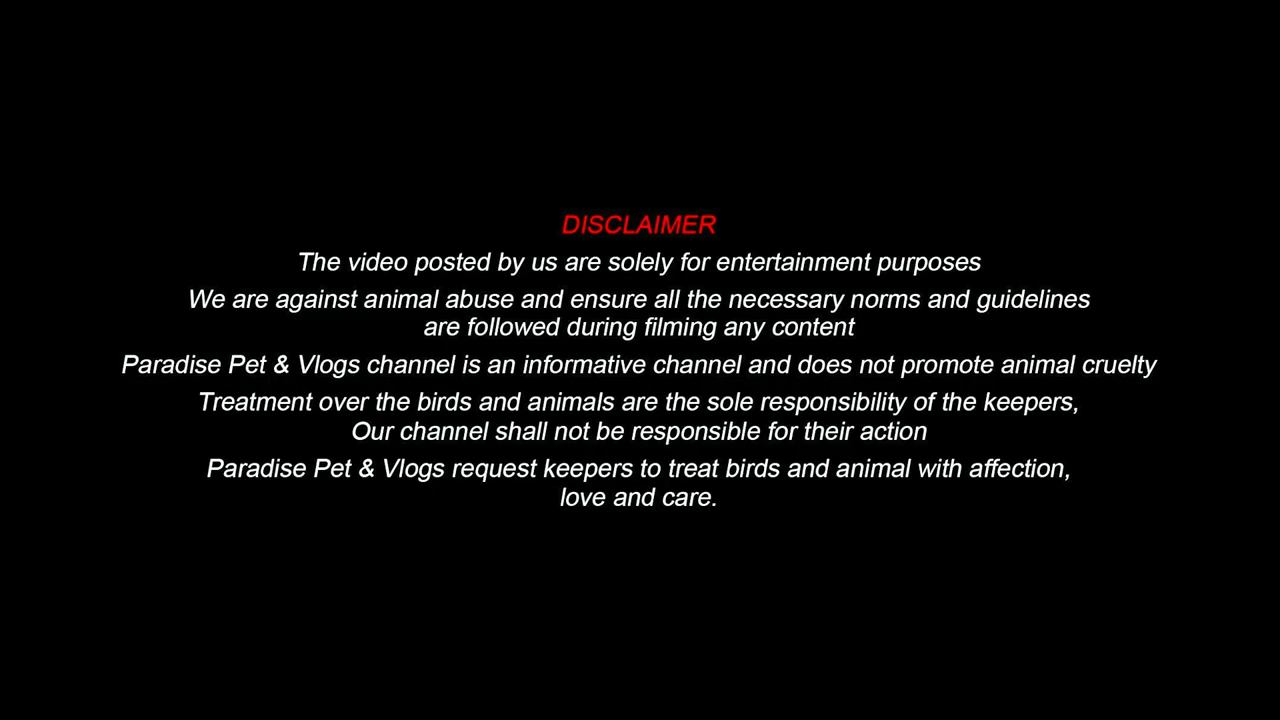 DISCLAIMER
The video posted by us are solely for entertainment purposes
We are against animal abuse and ensure all the necessary norms and guidelines
are followed during filming any content
Paradise Pet & Vlogs channel is an informative channel and does not promote animal cruelty
Treatment over the birds and animals are the sole responsibility of the keepers,
Our channel shall not be responsible for their action
Paradise Pet & Vlogs request keepers to treat birds and animal with affection,
love and care.